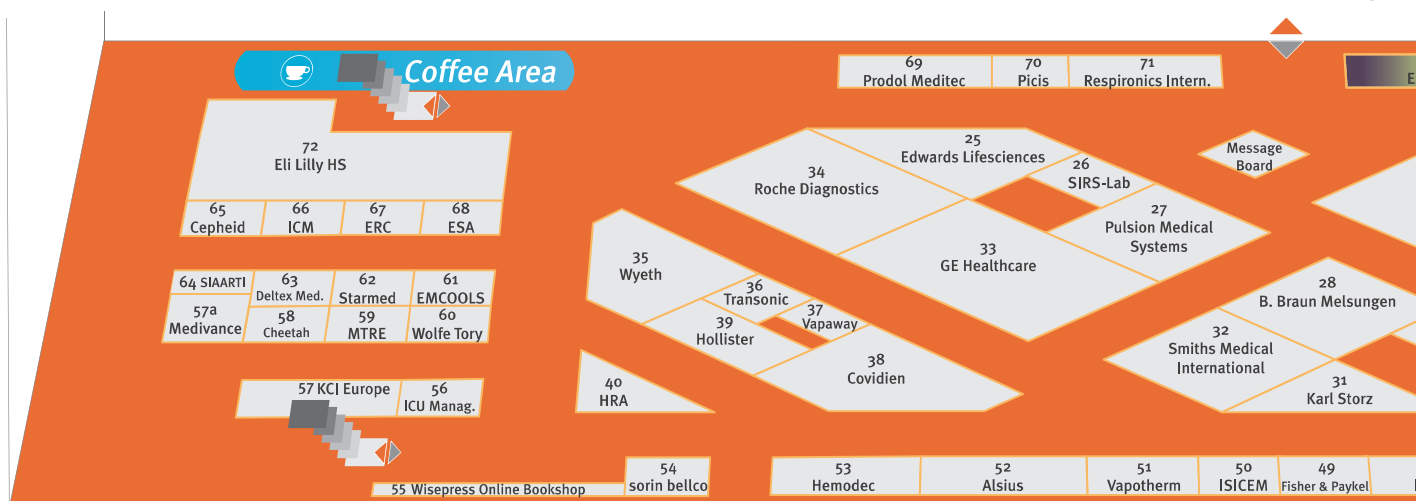 Coffee Area
69
Prodol Meditec
70
Picis
71
Respironics Intern.
E
72
Eli Lilly HS
65
Cepheid
66
ICM
67
ERC
68
ESA
25
Edwards Lifesciences
26
SIRS-Lab
34
Roche Diagnostics
27
Pulsion Medical
Systems
33
GE Healthcare
Message
Board
35
Wyeth
36
Transonic
37
Vapaway
39
Hollister
38
Covidien
28
B. Braun Melsungen
32
Smiths Medical
International
31
Karl Storz
64 SIAARTI
63
Deltex Med.
62
Starmed
61
EMCOOLS
57a
Medivance
58
Cheetah
59
MTRE
60
Wolfe Tory
57 KCJ Europe
56
ICU Manag.
40
HRA
55 Wisepress Online Bookshop
54
sorin bellco
53
Hemodec
52
Alsius
51
Vapotherm
50
ISICEM
49
Fisher & Paykel